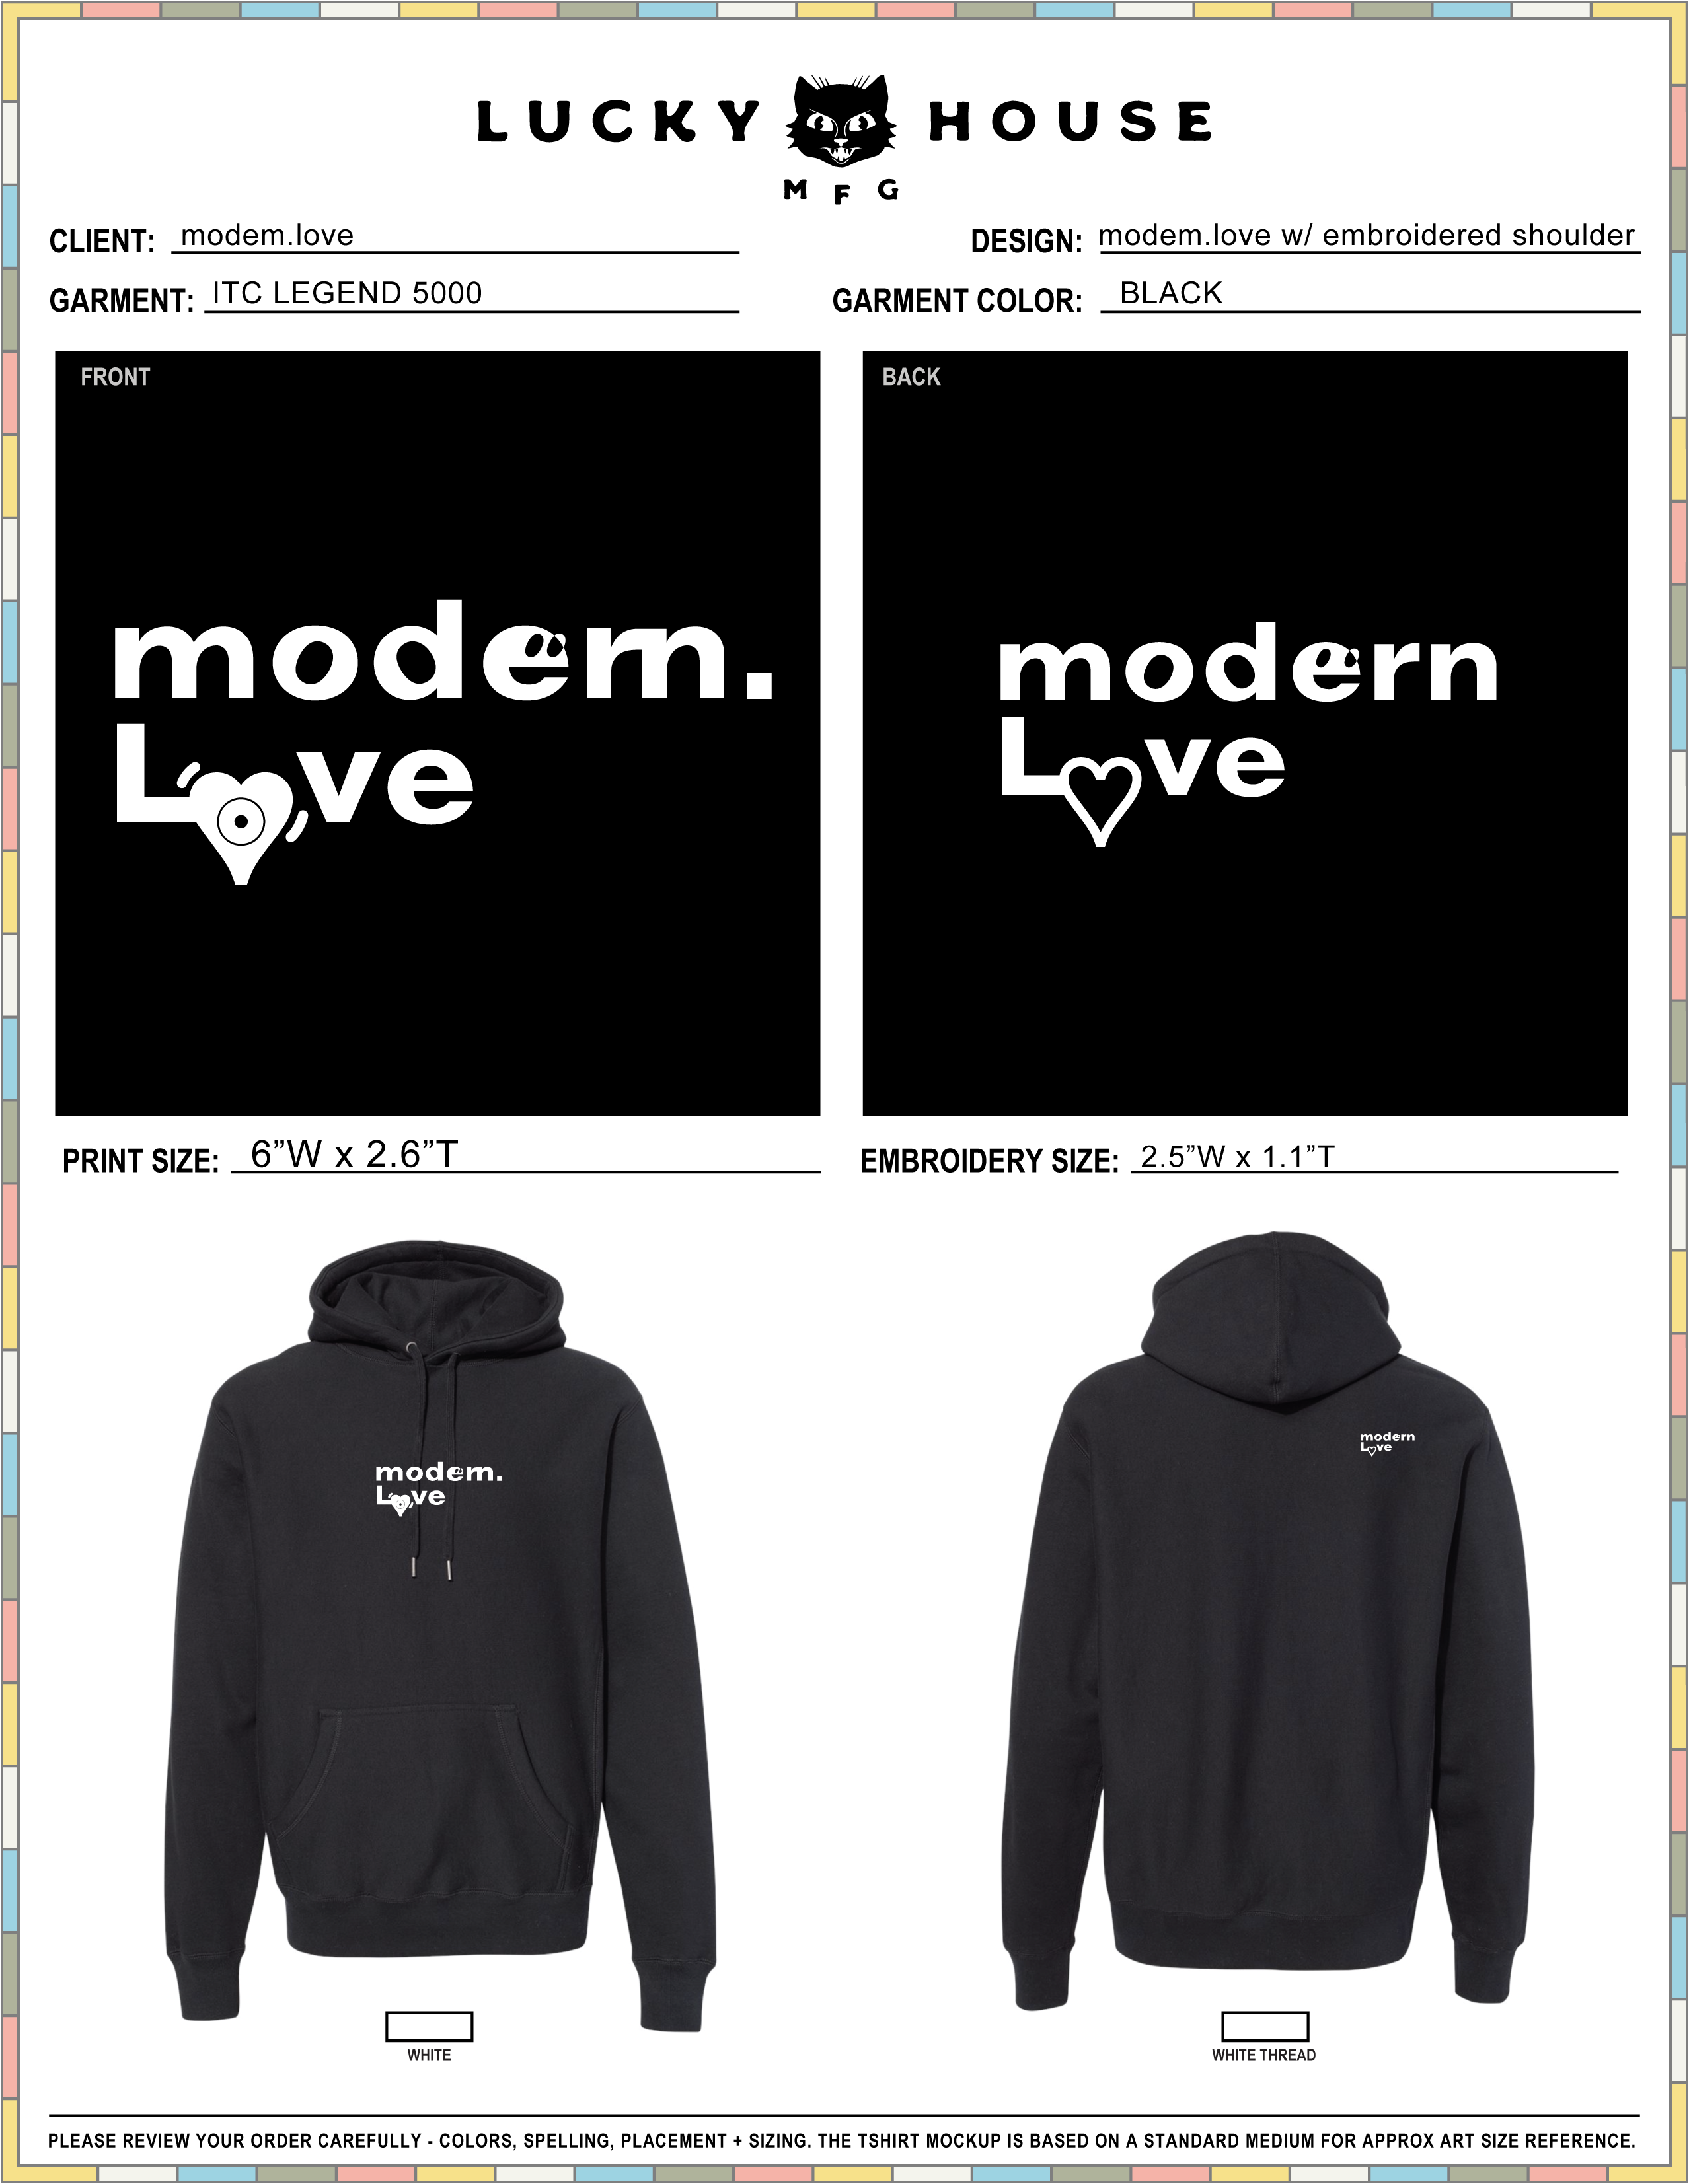 LUCKY HOUSE
MFG
CLIENT: modem.love
DESIGN: modem.love w/ embroidered shoulder
GARMENT: ITC LEGEND 5000
GARMENT COLOR: BLACK
FRONT
BACK
modem.
Love
modern
Love
PRINT SIZE: 6”W x 2.6”T
EMBROIDERY SIZE: 2.5”W x 1.1”T
modem.
Love
modern
Love
WHITE
WHITE THREAD
PLEASE REVIEW YOUR ORDER CAREFULLY - COLORS, SPELLING, PLACEMENT + SIZING. THE TSHIRT MOCKUP IS BASED ON A STANDARD MEDIUM FOR APPROX ART SIZE REFERENCE.